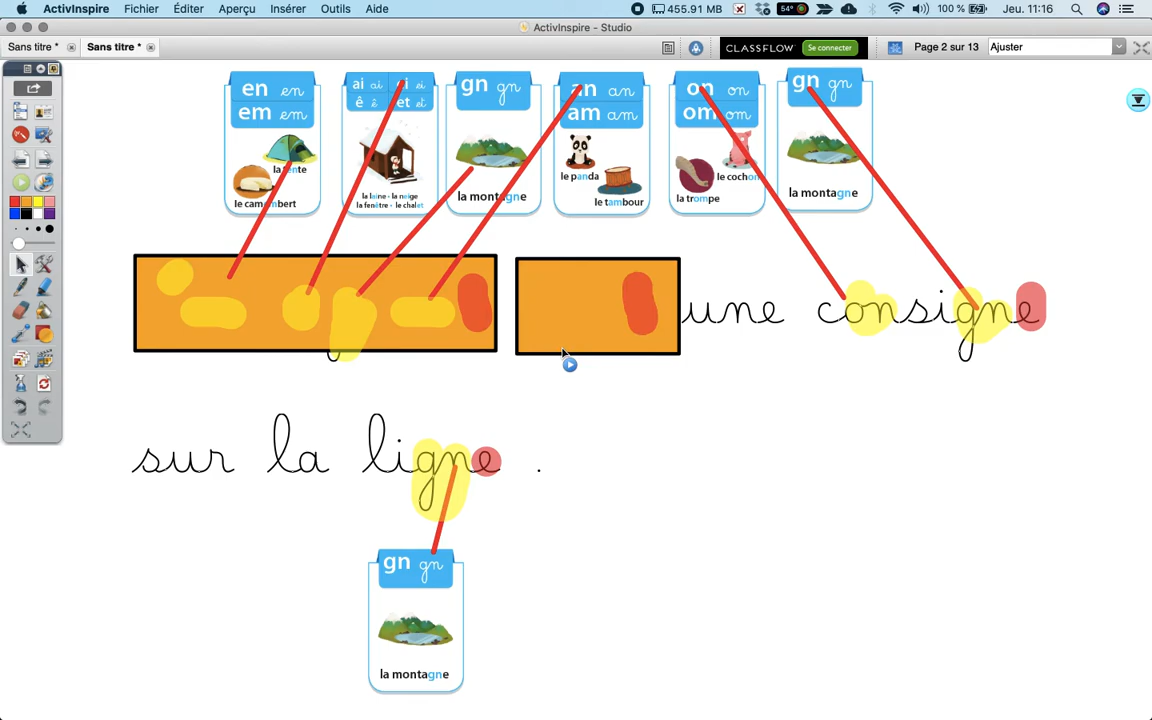 ActivInspire Fichier Éditer Aperçu Insérer Outils Aide 455.91 MB 54° 100 % Jeu. 11:16
ActivInspire - Studio
Sans titre * Sans titre * CLASSFLOW Se connecter Page 2 sur 13 Ajuster
en en
em em
la tente
le camembert
ai ai ei ei
ê ê et et
la laine - la neige
la fenêtre - le chalet
gn gn
la montagne
an an
am am
le panda
le tambour
on on
om om
le cochon
la trompe
gn gn
la montagne
une consigne
sur la ligne .
gn gn
la montagne